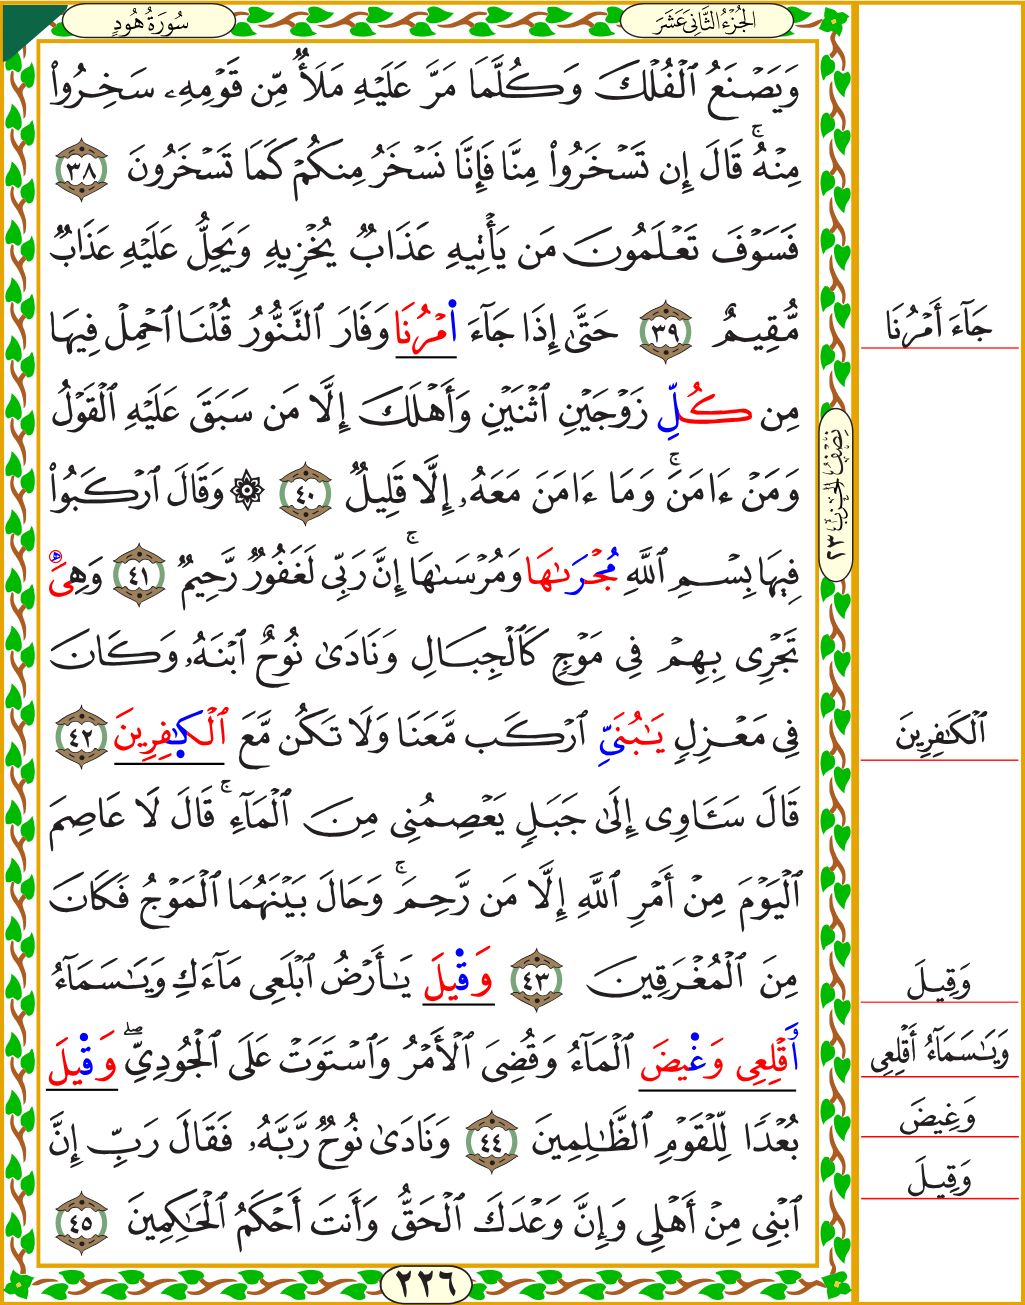 الجُزْءُ الثَّانِيَ عَشَرَ
سُورَةُ هُودٍ
وَيَصْنَعُ ٱلْفُلْكَ وَكُلَّمَا مَرَّ عَلَيْهِ مَلَأٌ مِّن قَوْمِهِۦ سَخِرُوا۟
مِنْهُ ۚ قَالَ إِن تَسْخَرُوا۟ مِنَّا فَإِنَّا نَسْخَرُ مِنكُمْ كَمَا تَسْخَرُونَ ٣٨
فَسَوْفَ تَعْلَمُونَ مَن يَأْتِيهِ عَذَابٌ يُخْزِيهِ وَيَحِلُّ عَلَيْهِ عَذَابٌ
مُّقِيمٌ ٣٩ حَتَّىٰ إِذَا جَآءَ ا۬مْرُنَا وَفَارَ ٱلتَّنُّورُ قُلْنَا ٱحْمِلْ فِيهَا
مِن كُلِّ زَوْجَيْنِ ٱثْنَيْنِ وَأَهْلَكَ إِلَّا مَن سَبَقَ عَلَيْهِ ٱلْقَوْلُ
وَمَنْ ءَامَنَ ۚ وَمَا ءَامَنَ مَعَهُۥ إِلَّا قَلِيلٌ ٤٠ ۞ وَقَالَ ٱرْكَبُوا۟
فِيهَا بِسْمِ ٱللَّهِ مُجْرَىٰهَا وَمُرْسَىٰهَا ۚ إِنَّ رَبِّى لَغَفُورٌ رَّحِيمٌ ٤١ وَهِىَ
تَجْرِى بِهِمْ فِى مَوْجٍ كَٱلْجِبَالِ وَنَادَىٰ نُوحٌ ٱبْنَهُۥ وَكَانَ
فِى مَعْزِلٍ يَـٰبُنَىِّ ٱرْكَب مَّعَنَا وَلَا تَكُن مَّعَ ٱلْكَـٰفِرِينَ ٤٢
قَالَ سَـَٔاوِىٓ إِلَىٰ جَبَلٍ يَعْصِمُنِى مِنَ ٱلْمَآءِ ۚ قَالَ لَا عَاصِمَ
ٱلْيَوْمَ مِنْ أَمْرِ ٱللَّهِ إِلَّا مَن رَّحِمَ ۚ وَحَالَ بَيْنَهُمَا ٱلْمَوْجُ فَكَانَ
مِنَ ٱلْمُغْرَقِينَ ٤٣ وَقِيلَ يَـٰٓأَرْضُ ٱبْلَعِى مَآءَكِ وَيَـٰسَمَآءُ
أَقْلِعِى وَغِيضَ ٱلْمَآءُ وَقُضِىَ ٱلْأَمْرُ وَٱسْتَوَتْ عَلَى ٱلْجُودِىِّ ۖ وَقِيلَ
بُعْدًا لِّلْقَوْمِ ٱلظَّـٰلِمِينَ ٤٤ وَنَادَىٰ نُوحٌ رَّبَّهُۥ فَقَالَ رَبِّ إِنَّ
ٱبْنِى مِنْ أَهْلِى وَإِنَّ وَعْدَكَ ٱلْحَقُّ وَأَنتَ أَحْكَمُ ٱلْحَـٰكِمِينَ ٤٥
٢٢٦
نِصْفُ الحِزْبِ ٢٣
جَآءَ أَمْرُنَا
ٱلْكَـٰفِرِينَ
وَقِيلَ
وَيَـٰسَمَآءُ أَقْلِعِى
وَغِيضَ
وَقِيلَ